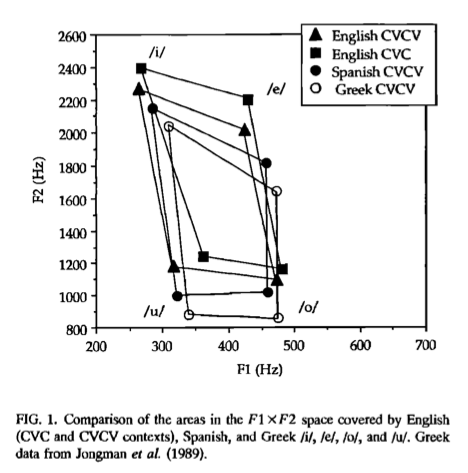 2600
2400
2200
2000
1800
1600
1400
1200
1000
800
F2 (Hz)
/i/
/e/
/u/
/o/
English CVCV
English CVC
Spanish CVCV
Greek CVCV
200 300 400 500 600 700
F1 (Hz)
FIG. 1. Comparison of the areas in the F1×F2 space covered by English
(CVC and CVCV contexts), Spanish, and Greek /i/, /e/, /o/, and /u/. Greek
data from Jongman et al. (1989).